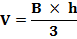 V = B × h / 3